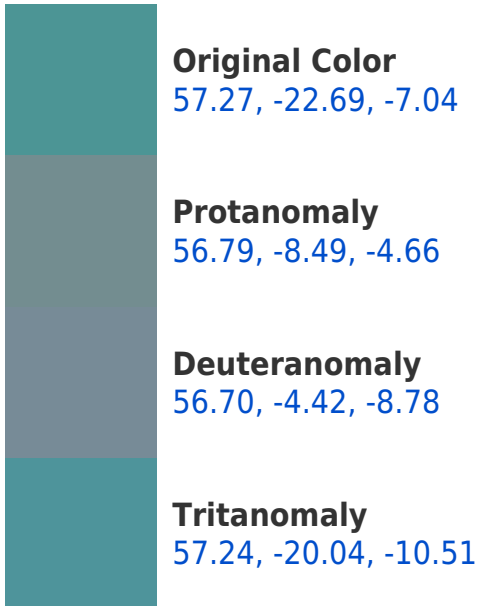 Original Color
57.27, -22.69, -7.04
Protanomaly
56.79, -8.49, -4.66
Deuteranomaly
56.70, -4.42, -8.78
Tritanomaly
57.24, -20.04, -10.51